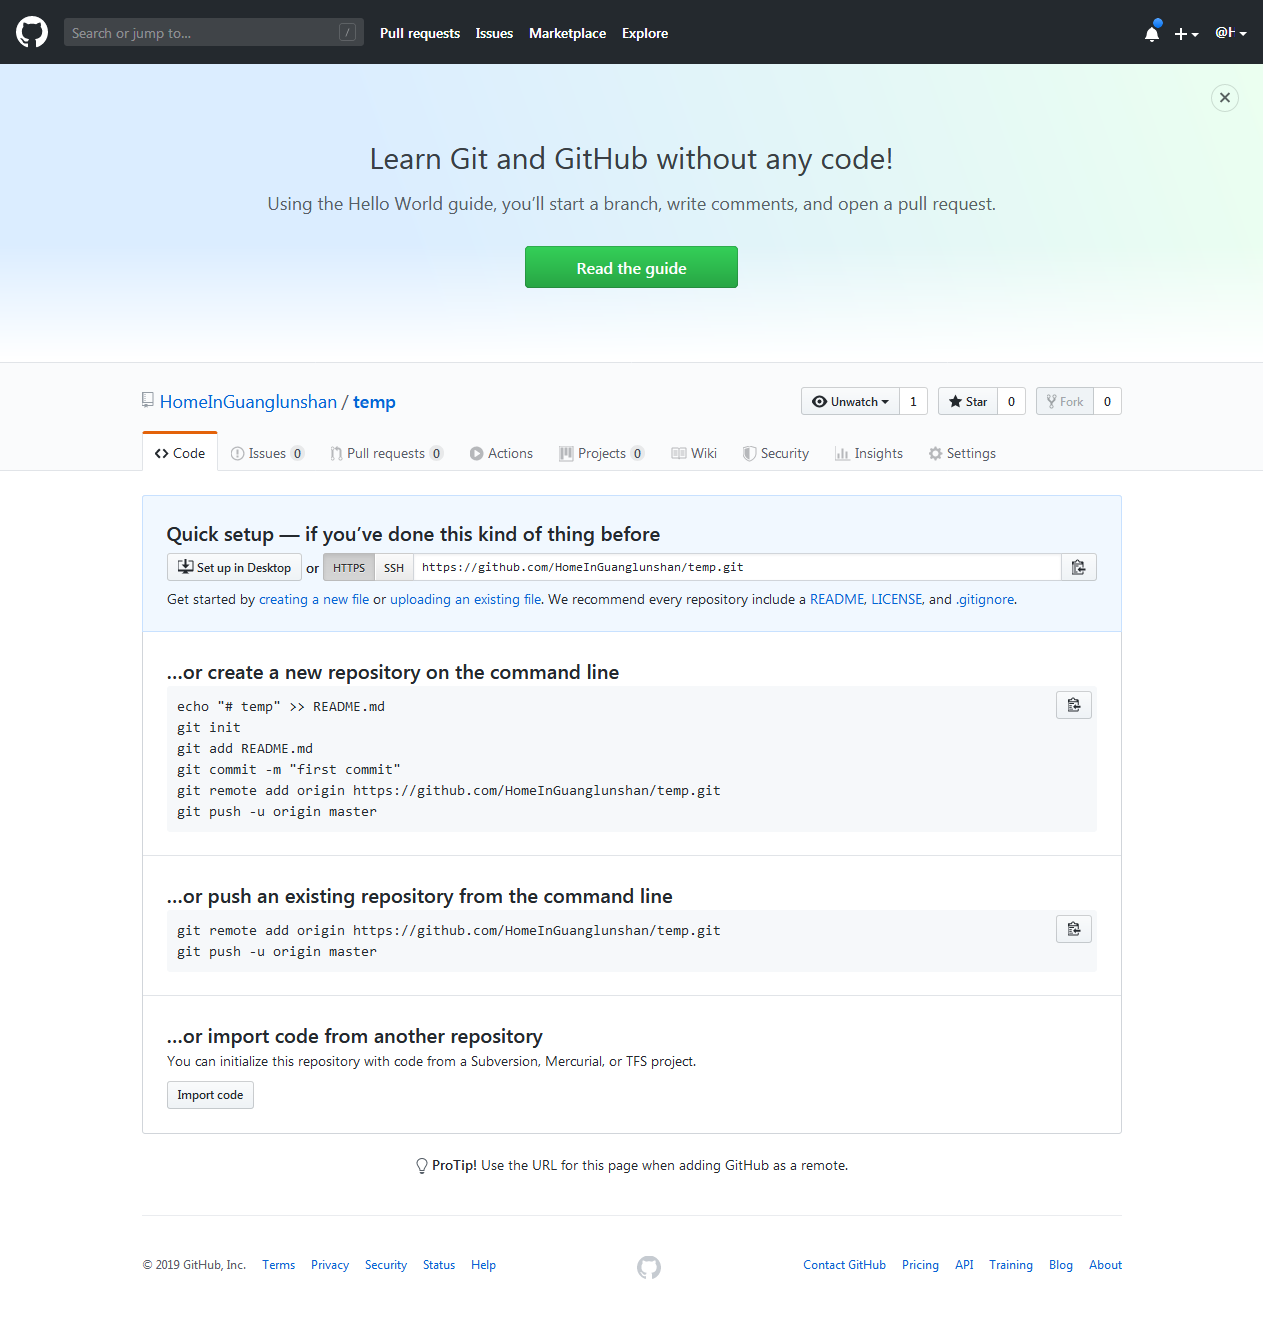 Search or jump to... / Pull requests Issues Marketplace Explore @H
Learn Git and GitHub without any code!
Using the Hello World guide, you’ll start a branch, write comments, and open a pull request.
Read the guide
HomeInGuanglunshan / temp Unwatch 1 Star 0 Fork 0
Code Issues 0 Pull requests 0 Actions Projects 0 Wiki Security Insights Settings
Quick setup — if you’ve done this kind of thing before
Set up in Desktop or HTTPS SSH https://github.com/HomeInGuanglunshan/temp.git
Get started by creating a new file or uploading an existing file. We recommend every repository include a README, LICENSE, and .gitignore.
…or create a new repository on the command line
echo "# temp" >> README.md
git init
git add README.md
git commit -m "first commit"
git remote add origin https://github.com/HomeInGuanglunshan/temp.git
git push -u origin master
…or push an existing repository from the command line
git remote add origin https://github.com/HomeInGuanglunshan/temp.git
git push -u origin master
…or import code from another repository
You can initialize this repository with code from a Subversion, Mercurial, or TFS project.
Import code
ProTip! Use the URL for this page when adding GitHub as a remote.
© 2019 GitHub, Inc. Terms Privacy Security Status Help Contact GitHub Pricing API Training Blog About